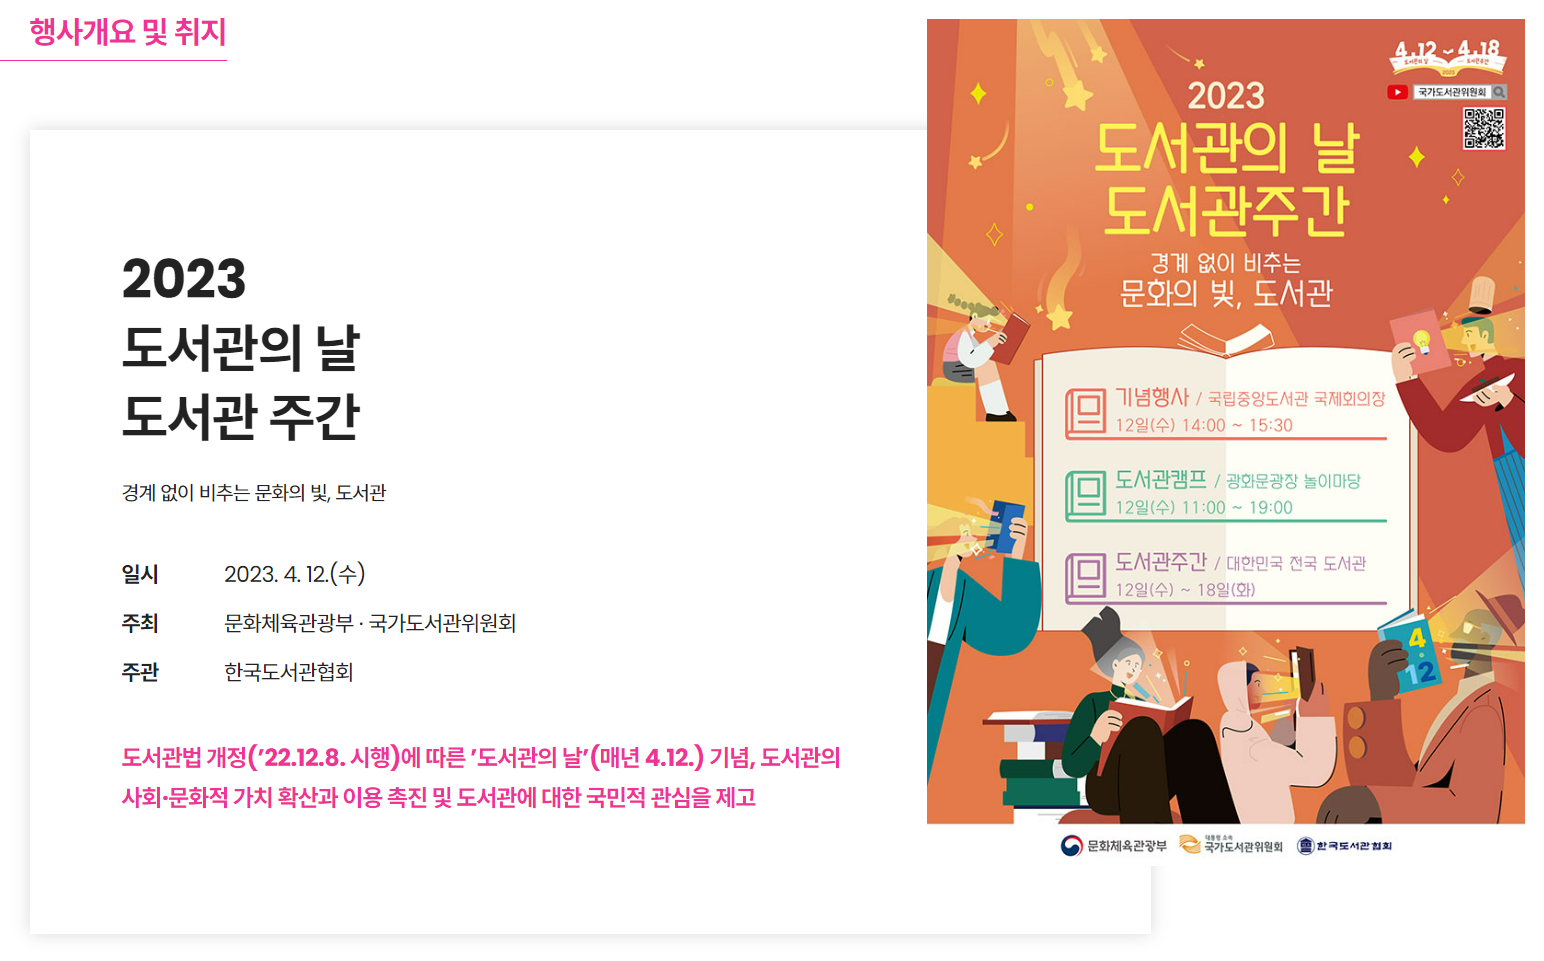 행사개요 및 취지
2023
도서관의 날
도서관 주간
경계 없이 비추는 문화의 빛, 도서관
일시 2023. 4. 12.(수)
주최 문화체육관광부 · 국가도서관위원회
주관 한국도서관협회
도서관법 개정(’22.12.8. 시행)에 따른 ’도서관의 날’(매년 4.12.) 기념, 도서관의
사회·문화적 가치 확산과 이용 촉진 및 도서관에 대한 국민적 관심을 제고
4.12 ~ 4.18
도서관의 날 도서관주간
2023
국가도서관위원회
2023
도서관의 날
도서관주간
경계 없이 비추는
문화의 빛, 도서관
기념행사 / 국립중앙도서관 국제회의장
12일(수) 14:00 ~ 15:30
도서관캠프 / 광화문광장 놀이마당
12일(수) 11:00 ~ 19:00
도서관주간 / 대한민국 전국 도서관
12일(수) ~ 18일(화)
4.
12
문화체육관광부
대통령 소속
국가도서관위원회
한국도서관협회